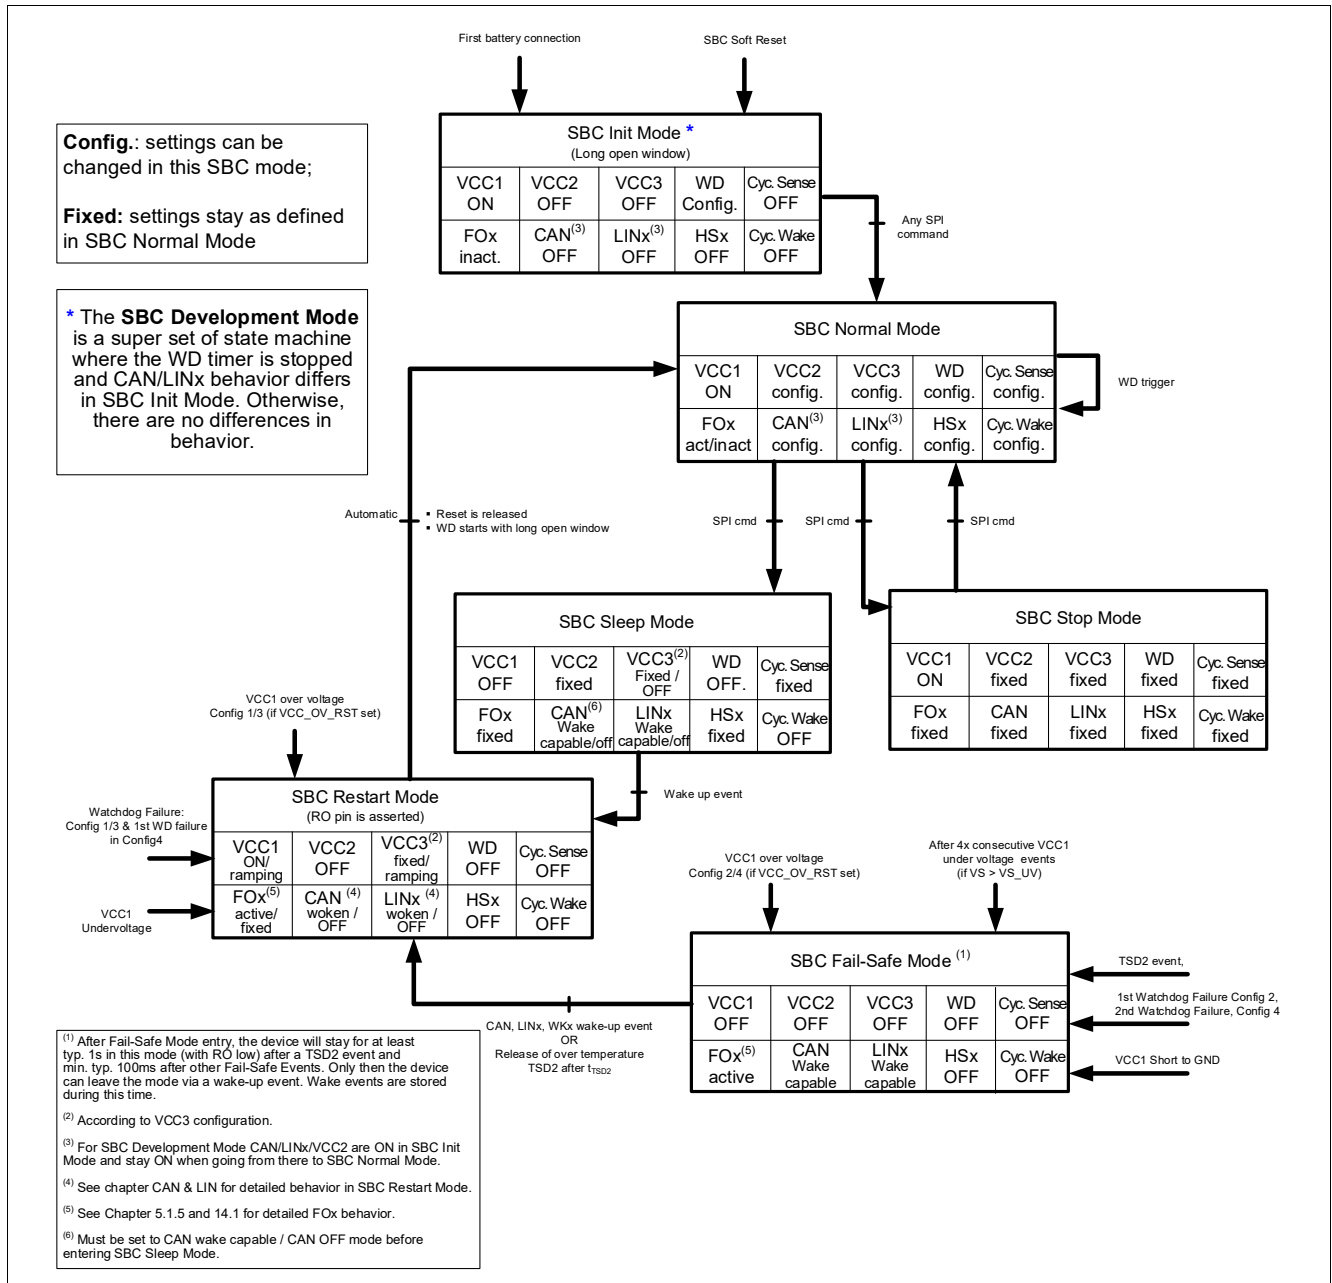 First battery connection
SBC Soft Reset
Config.: settings can be
changed in this SBC mode;
Fixed: settings stay as defined
in SBC Normal Mode
* The SBC Development Mode
is a super set of state machine
where the WD timer is stopped
and CAN/LINx behavior differs
in SBC Init Mode. Otherwise,
there are no differences in
behavior.
SBC Init Mode *
(Long open window)
VCC1 VCC2 VCC3 WD Cyc. Sense
ON OFF OFF Config. OFF
FOx CAN(3) LINx(3) HSx Cyc. Wake
inact. OFF OFF OFF OFF
Any SPI
command
SBC Normal Mode
VCC1 VCC2 VCC3 WD Cyc. Sense
ON config. config. config. config.
FOx CAN(3) LINx(3) HSx Cyc. Wake
act/inact config. config. config. config.
WD trigger
Automatic
▪ Reset is released
▪ WD starts with long open window
SPI cmd
SPI cmd
SPI cmd
SBC Sleep Mode
VCC1 VCC2 VCC3(2) WD Cyc. Sense
OFF fixed Fixed / OFF OFF. fixed
FOx CAN(6) LINx HSx Cyc. Wake
fixed Wake capable/off Wake capable/off fixed OFF
SBC Stop Mode
VCC1 VCC2 VCC3 WD Cyc. Sense
ON fixed fixed fixed fixed
FOx CAN LINx HSx Cyc. Wake
fixed fixed fixed fixed fixed
VCC1 over voltage
Config 1/3 (if VCC_OV_RST set)
Wake up event
Watchdog Failure:
Config 1/3 & 1st WD failure
in Config4
VCC1
Undervoltage
SBC Restart Mode
(RO pin is asserted)
VCC1 VCC2 VCC3(2) WD Cyc. Sense
ON/ ramping OFF fixed/ ramping OFF OFF
FOx(5) CAN (4) LINx (4) HSx Cyc. Wake
active/ fixed woken / OFF woken / OFF OFF OFF
VCC1 over voltage
Config 2/4 (if VCC_OV_RST set)
After 4x consecutive VCC1
under voltage events
(if VS > VS_UV)
SBC Fail-Safe Mode (1)
VCC1 VCC2 VCC3 WD Cyc. Sense
OFF OFF OFF OFF OFF
FOx(5) CAN LINx HSx Cyc. Wake
active Wake capable Wake capable OFF OFF
TSD2 event,
1st Watchdog Failure Config 2,
2nd Watchdog Failure, Config 4
VCC1 Short to GND
CAN, LINx, WKx wake-up event
OR
Release of over temperature
TSD2 after tTSD2
(1) After Fail-Safe Mode entry, the device will stay for at least
typ. 1s in this mode (with RO low) after a TSD2 event and
min. typ. 100ms after other Fail-Safe Events. Only then the device
can leave the mode via a wake-up event. Wake events are stored
during this time.
(2) According to VCC3 configuration.
(3) For SBC Development Mode CAN/LINx/VCC2 are ON in SBC Init
Mode and stay ON when going from there to SBC Normal Mode.
(4) See chapter CAN & LIN for detailed behavior in SBC Restart Mode.
(5) See Chapter 5.1.5 and 14.1 for detailed FOx behavior.
(6) Must be set to CAN wake capable / CAN OFF mode before
entering SBC Sleep Mode.